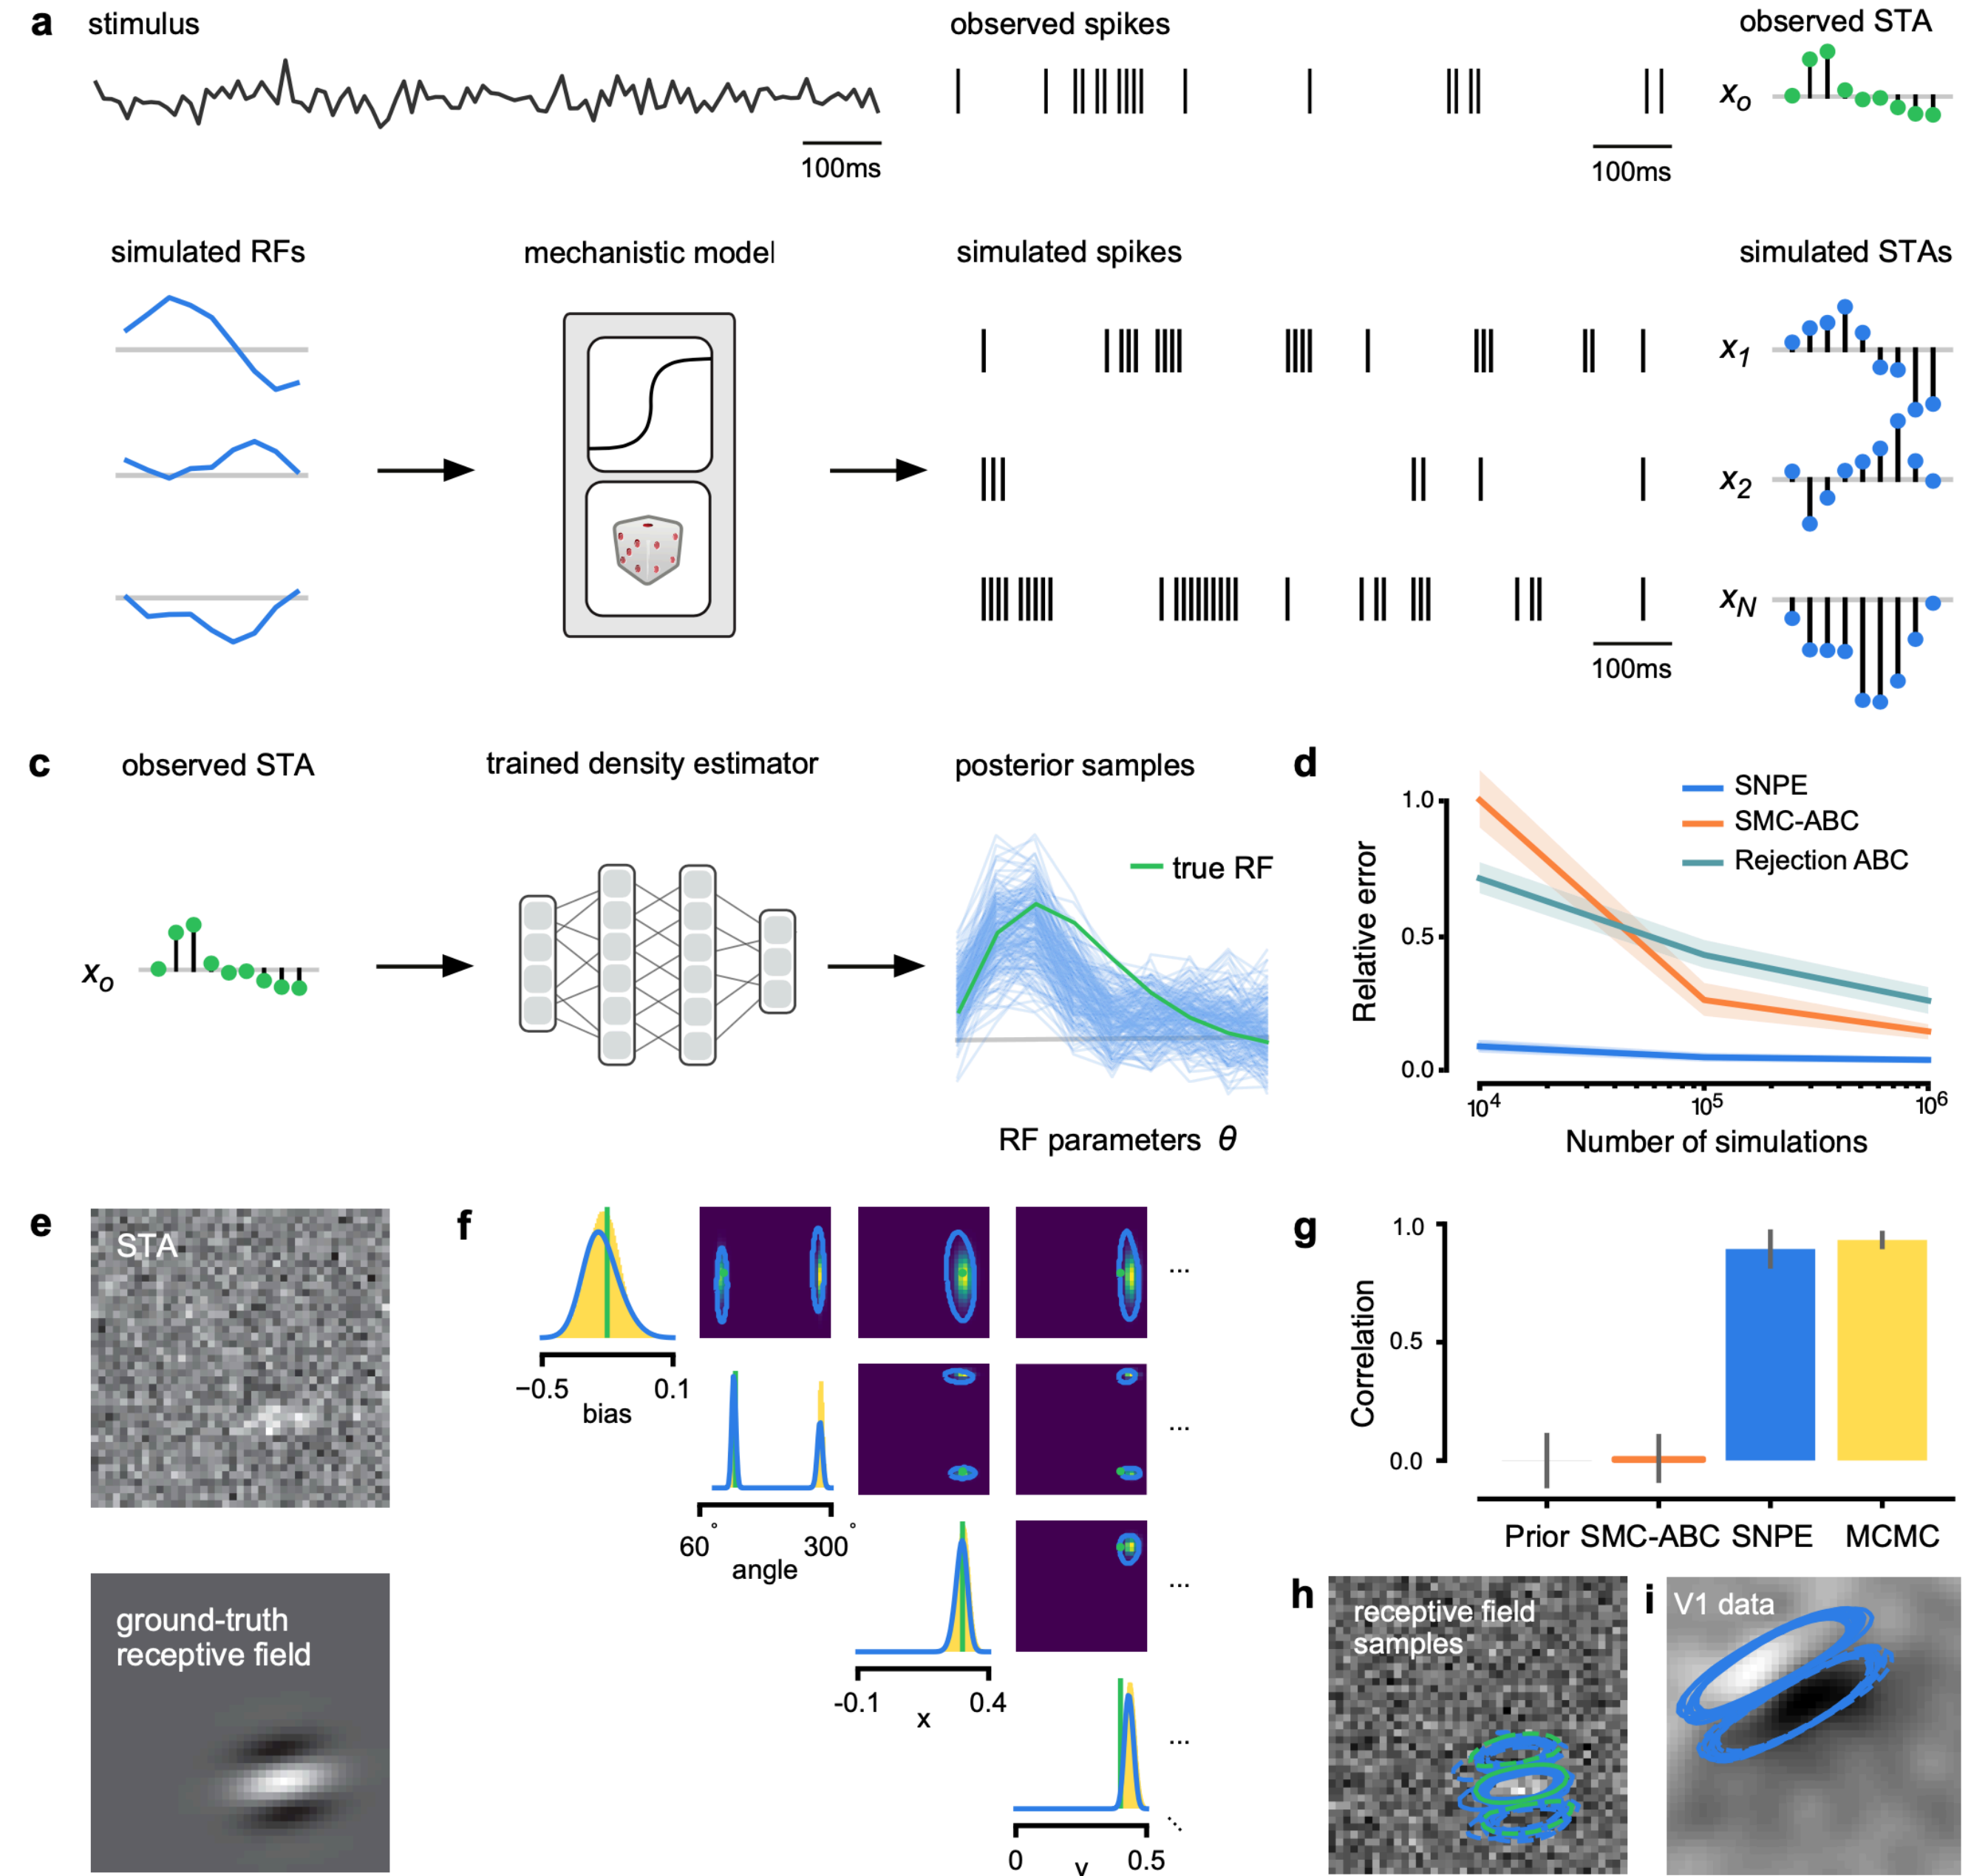 a stimulus observed spikes observed STA
xo
100ms 100ms
simulated RFs mechanistic model simulated spikes simulated STAs
x1
x2
xN
100ms
c observed STA trained density estimator posterior samples
xo
true RF
RF parameters θ
d
SNPE
SMC-ABC
Rejection ABC
Relative error
1.0
0.5
0.0
10^4 10^5 10^6
Number of simulations
e
STA
ground-truth
receptive field
f
...
−0.5 0.1
bias
...
60° 300°
angle
...
-0.1 0.4
x
...
0 0.5
y
g
Correlation
1.0
0.5
0.0
Prior SMC-ABC SNPE MCMC
h
receptive field
samples
i
V1 data